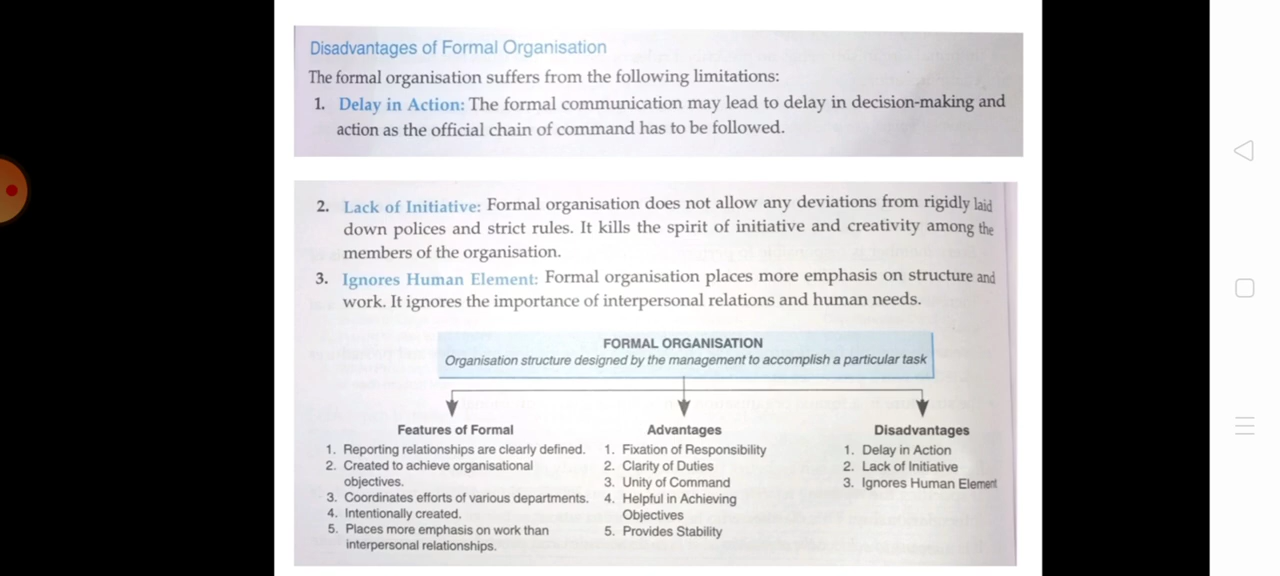 Disadvantages of Formal Organisation
The formal organisation suffers from the following limitations:
1. Delay in Action: The formal communication may lead to delay in decision-making and
action as the official chain of command has to be followed.
2. Lack of Initiative: Formal organisation does not allow any deviations from rigidly laid
down polices and strict rules. It kills the spirit of initiative and creativity among the
members of the organisation.
3. Ignores Human Element: Formal organisation places more emphasis on structure and
work. It ignores the importance of interpersonal relations and human needs.
FORMAL ORGANISATION
Organisation structure designed by the management to accomplish a particular task
Features of Formal
1. Reporting relationships are clearly defined.
2. Created to achieve organisational
objectives.
3. Coordinates efforts of various departments.
4. Intentionally created.
5. Places more emphasis on work than
interpersonal relationships.
Advantages
1. Fixation of Responsibility
2. Clarity of Duties
3. Unity of Command
4. Helpful in Achieving
Objectives
5. Provides Stability
Disadvantages
1. Delay in Action
2. Lack of Initiative
3. Ignores Human Element